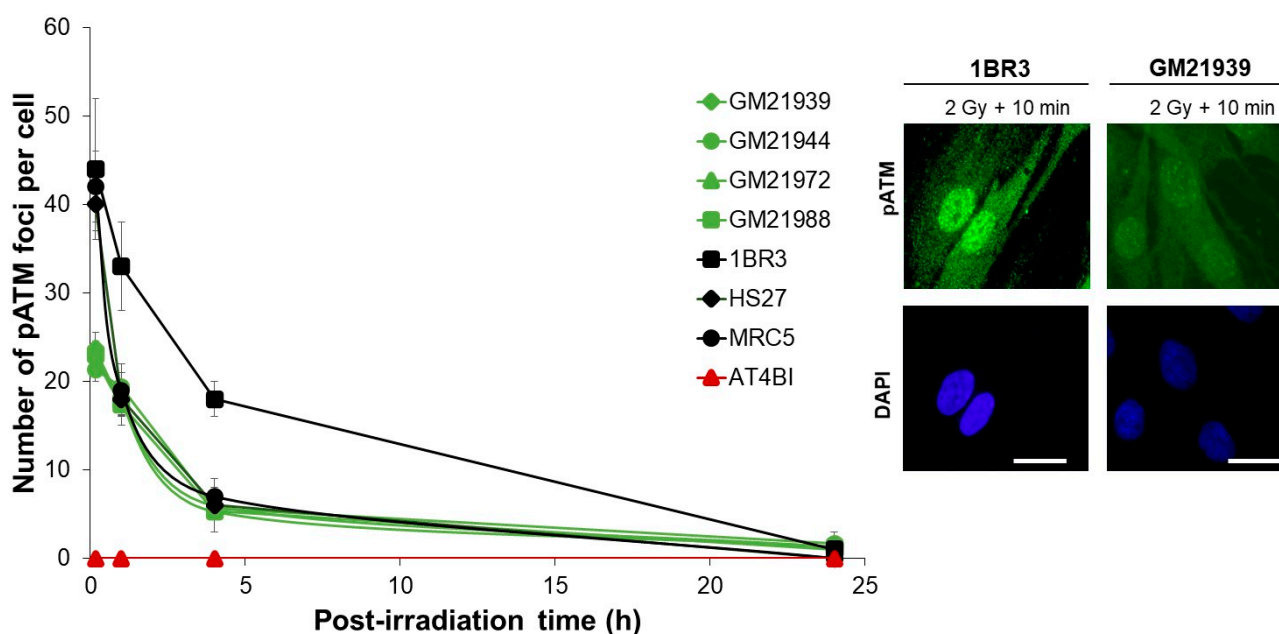 60
50
40
30
20
10
0
Number of pATM foci per cell
0 5 10 15 20 25
Post-irradiation time (h)
GM21939
GM21944
GM21972
GM21988
1BR3
HS27
MRC5
AT4BI
1BR3 GM21939
2 Gy + 10 min 2 Gy + 10 min
pATM
DAPI